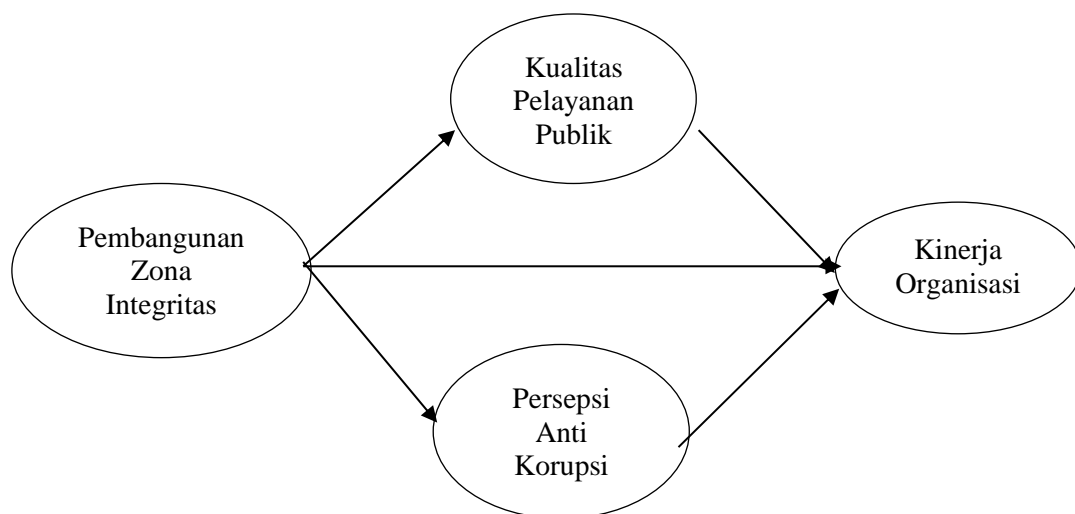 Kualitas
Pelayanan
Publik
Pembangunan
Zona
Integritas
Kinerja
Organisasi
Persepsi
Anti
Korupsi